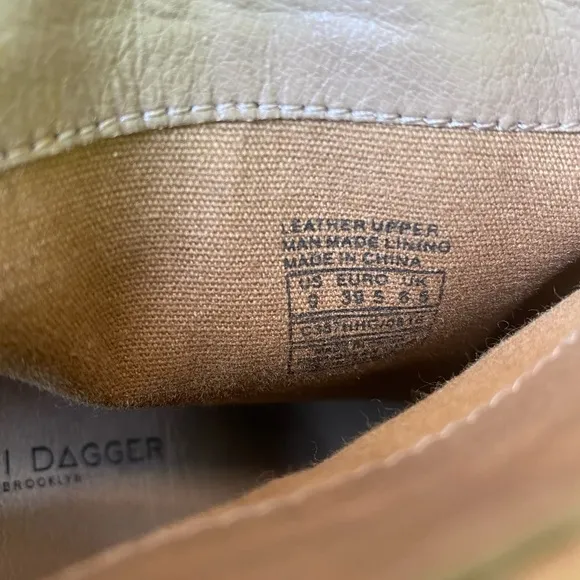 LEATHER UPPER
MAN MADE LINING
MADE IN CHINA
US EURO UK
9 39.5 6.5
I DAGGER
BROOKLYN